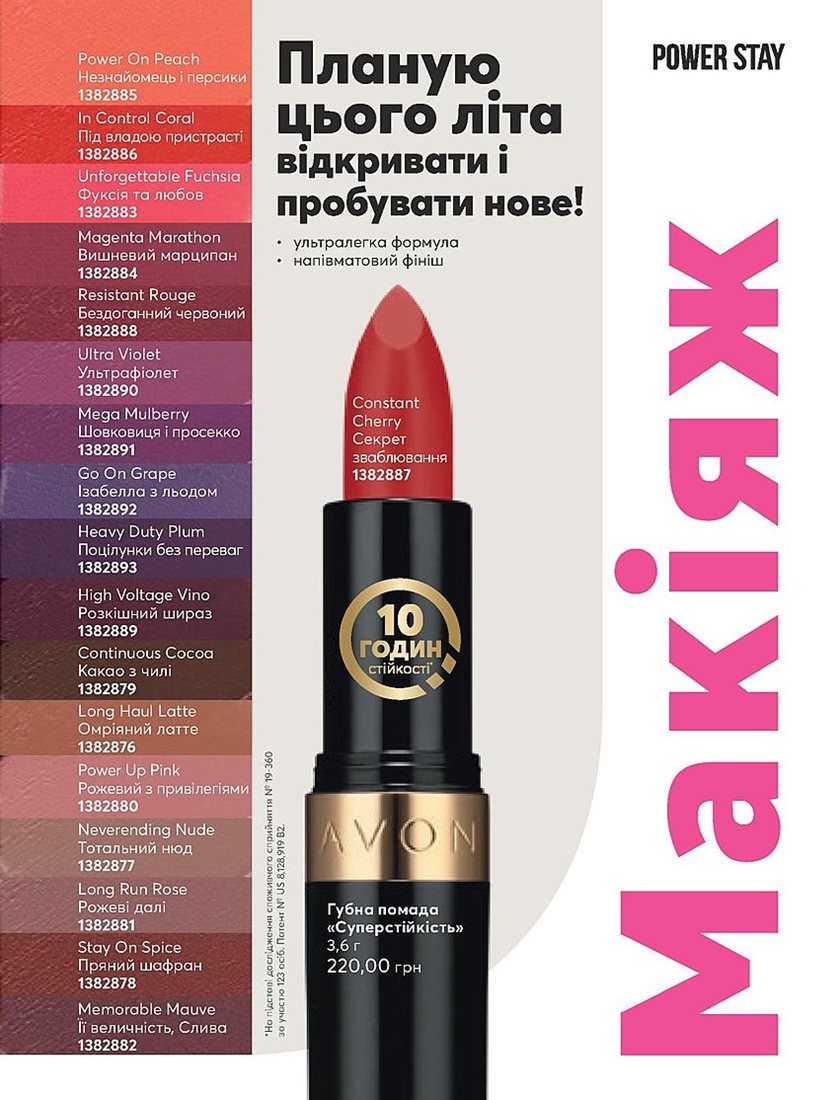 Power On Peach
Незнайомець і персики
1382885
In Control Coral
Під владою пристрасті
1382886
Unforgettable Fuchsia
Фуксія та любов
1382883
Magenta Marathon
Вишневий марципан
1382884
Resistant Rouge
Бездоганний червоний
1382888
Ultra Violet
Ультрафіолет
1382890
Mega Mulberry
Шовковиця і просекко
1382891
Go On Grape
Ізабелла з льодом
1382892
Heavy Duty Plum
Поцілунки без переваг
1382893
High Voltage Vino
Розкішний шираз
1382889
Continuous Cocoa
Какао з чилі
1382879
Long Haul Latte
Омріяний латте
1382876
Power Up Pink
Рожевий з привілегіями
1382880
Neverending Nude
Тотальний нюд
1382877
Long Run Rose
Рожеві далі
1382881
Stay On Spice
Пряний шафран
1382878
Memorable Mauve
Її величність, Слива
1382882
Планую
цього літа
відкривати і
пробувати нове!
• ультралегка формула
• напівматовий фініш
Constant
Cherry
Секрет
зваблювання
1382887
10
ГОДИН
СТІЙКОСТІ*
AVON
Губна помада
«Суперстійкість»
3,6 г
220,00 грн
*На підставі дослідження споживчого сприйняття № 19-360
за участю 123 осіб. Патент № US 8,128,919 B2.
POWER STAY
Макіяж